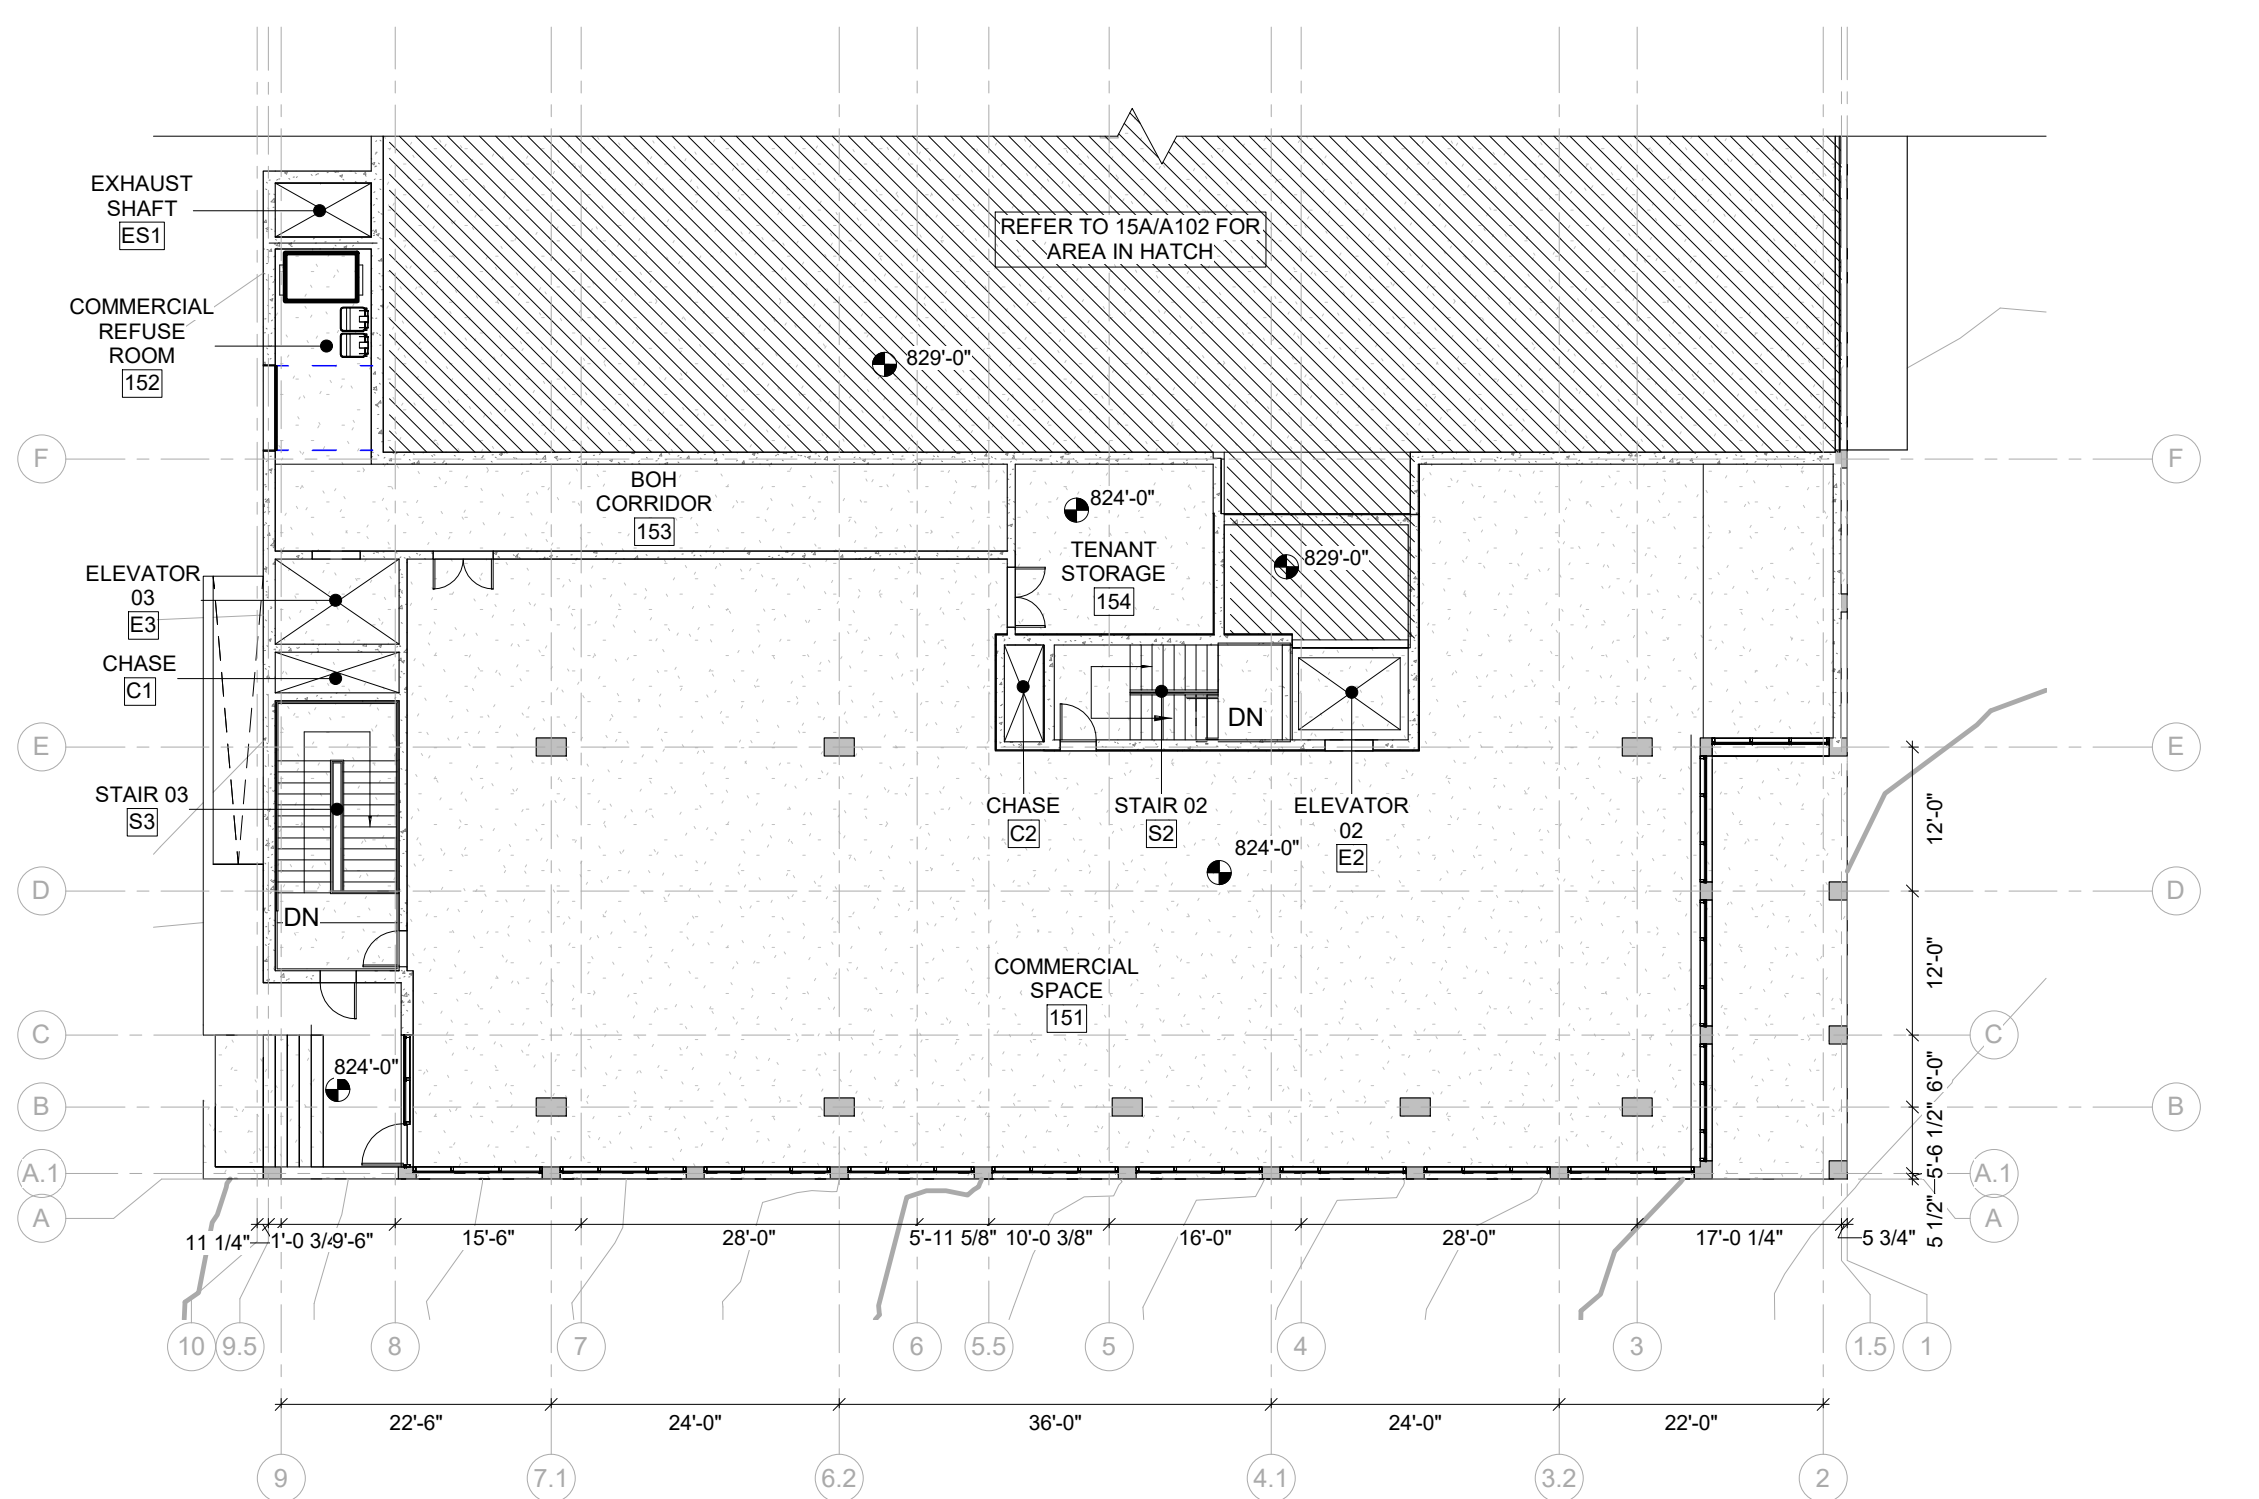 EXHAUST
SHAFT
ES1
REFER TO 15A/A102 FOR
AREA IN HATCH
COMMERCIAL
REFUSE
ROOM
152
829'-0"
F
F
BOH
CORRIDOR
153
824'-0"
TENANT
STORAGE
154
829'-0"
ELEVATOR
03
E3
CHASE
C1
DN
E
E
STAIR 03
S3
CHASE
C2
STAIR 02
S2
ELEVATOR
02
E2
12'-0"
824'-0"
D
D
DN
COMMERCIAL
SPACE
151
12'-0"
C
C
824'-0"
6'-0"
B
B
5'-6 1/2"
A.1
A.1
A
A
5 1/2"
11 1/4"
1'-0 3/4
9'-6"
15'-6"
28'-0"
5'-11 5/8"
10'-0 3/8"
16'-0"
28'-0"
17'-0 1/4"
5 3/4"
10
9.5
8
7
6
5.5
5
4
3
1.5
1
22'-6"
24'-0"
36'-0"
24'-0"
22'-0"
9
7.1
6.2
4.1
3.2
2